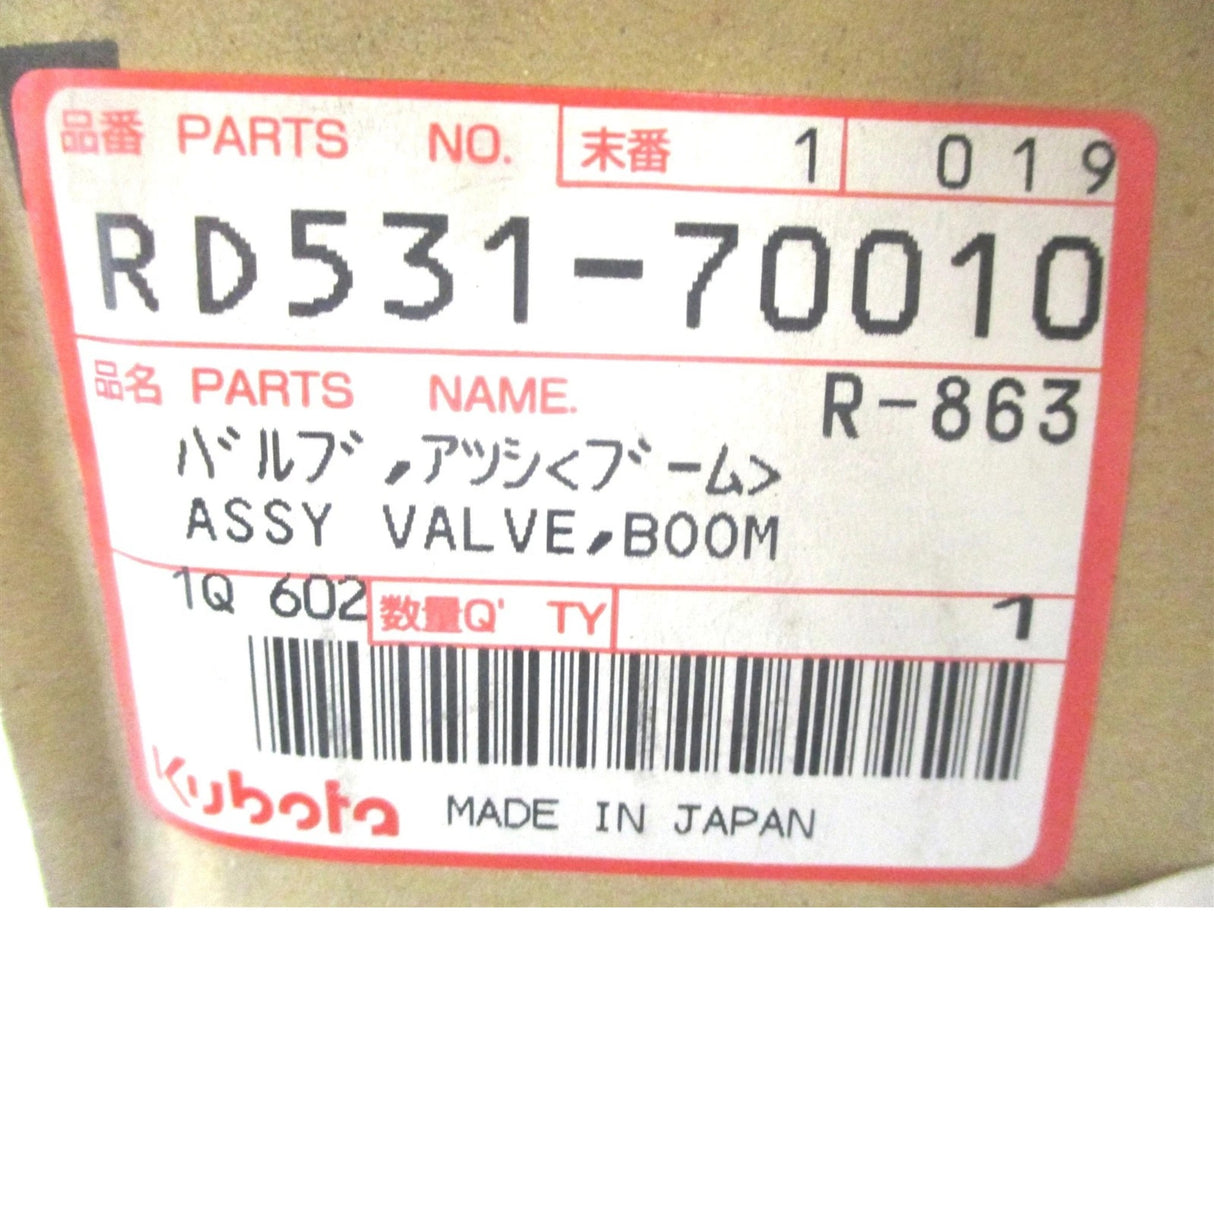 品番 PARTS NO. 末番 1 019
RD531-70010
品名 PARTS NAME. R-863
バルブ,アツシ<ブーム>
ASSY VALVE,BOOM
1Q 602 数量Q'TY 1
Kubota MADE IN JAPAN